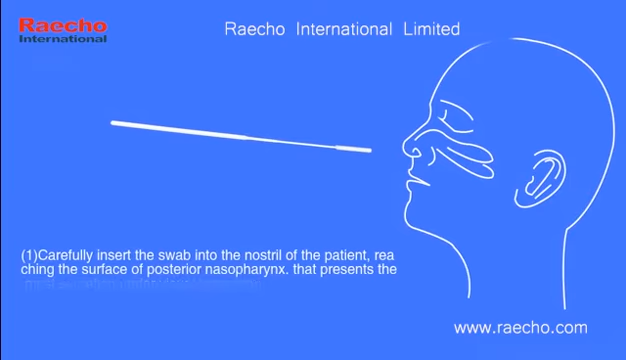 Raecho
International
Raecho International Limited
(1)Carefully insert the swab into the nostril of the patient, rea
ching the surface of posterior nasopharynx. that presents the
www.raecho.com